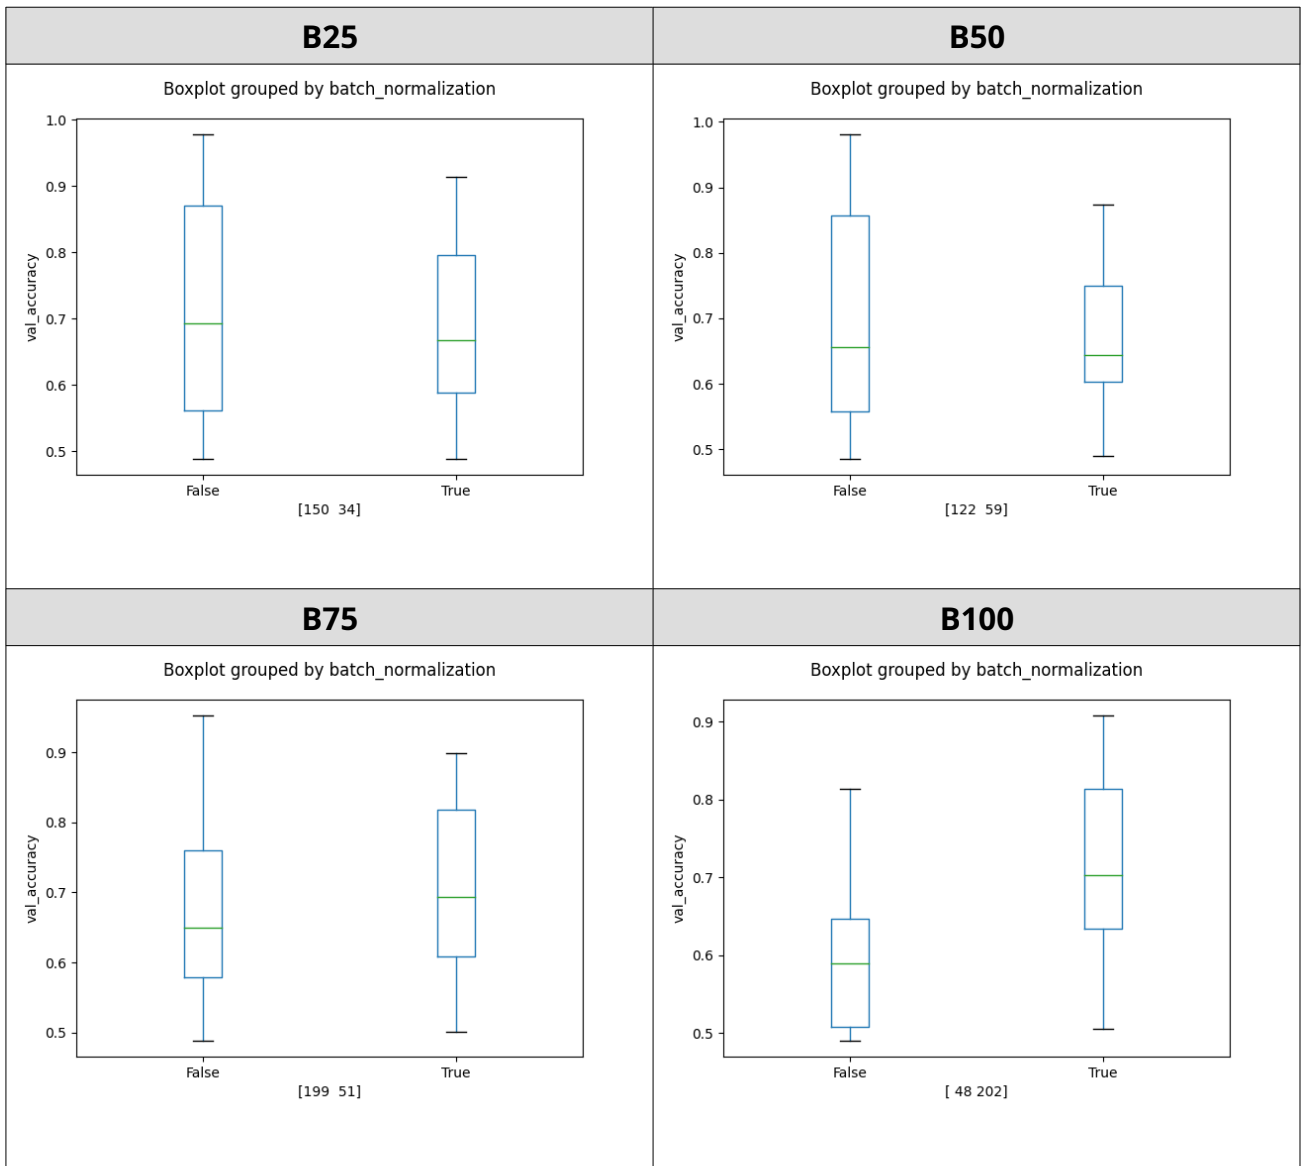 B25
Boxplot grouped by batch_normalization
1.0
0.9
0.8
0.7
0.6
0.5
val_accuracy
False True
[150  34]
B50
Boxplot grouped by batch_normalization
1.0
0.9
0.8
0.7
0.6
0.5
val_accuracy
False True
[122  59]
B75
Boxplot grouped by batch_normalization
0.9
0.8
0.7
0.6
0.5
val_accuracy
False True
[199  51]
B100
Boxplot grouped by batch_normalization
0.9
0.8
0.7
0.6
0.5
val_accuracy
False True
[ 48 202]